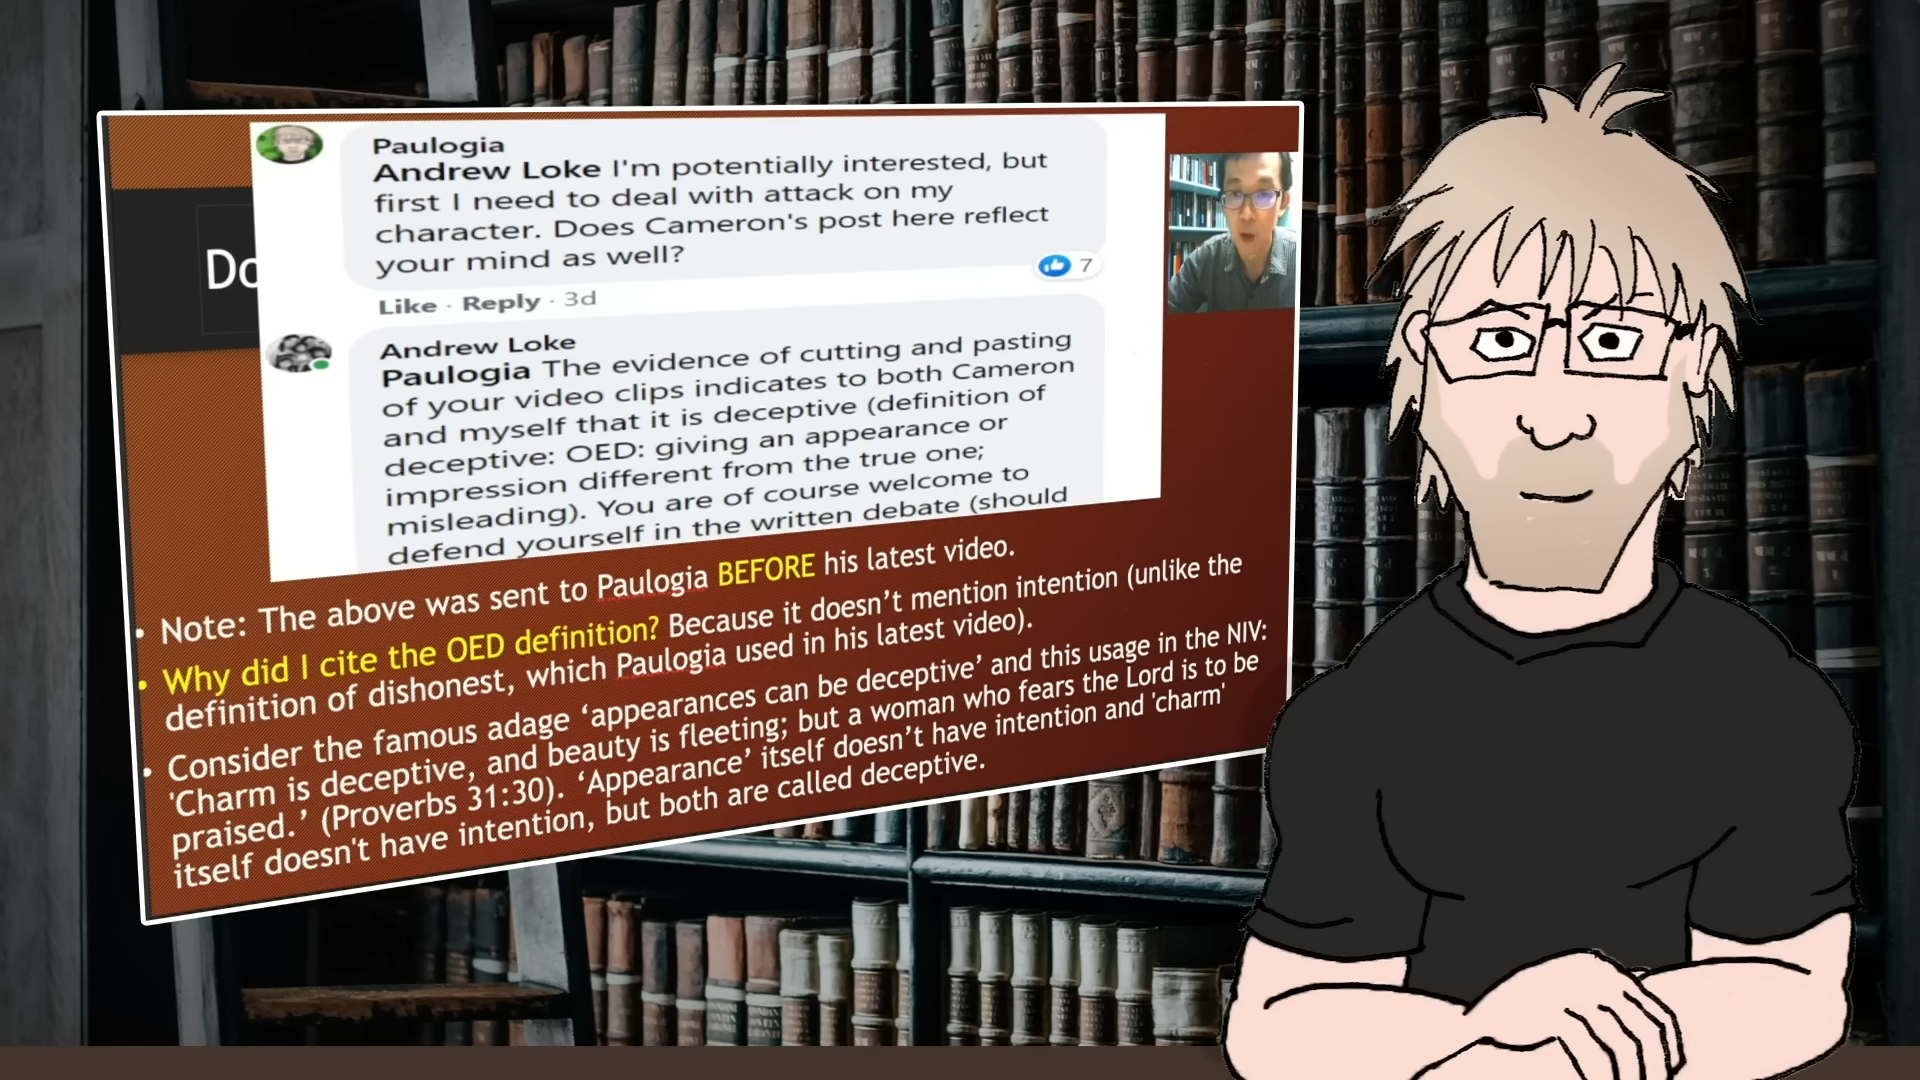 Do
Paulogia
Andrew Loke I'm potentially interested, but
first I need to deal with attack on my
character. Does Cameron's post here reflect
your mind as well?
7
Like · Reply · 3d
Andrew Loke
Paulogia The evidence of cutting and pasting
of your video clips indicates to both Cameron
and myself that it is deceptive (definition of
deceptive: OED: giving an appearance or
impression different from the true one;
misleading). You are of course welcome to
defend yourself in the written debate (should
• Note: The above was sent to Paulogia BEFORE his latest video.
• Why did I cite the OED definition? Because it doesn’t mention intention (unlike the
definition of dishonest, which Paulogia used in his latest video).
• Consider the famous adage ‘appearances can be deceptive’ and this usage in the NIV:
'Charm is deceptive, and beauty is fleeting; but a woman who fears the Lord is to be
praised.’ (Proverbs 31:30). ‘Appearance’ itself doesn’t have intention and 'charm'
itself doesn't have intention, but both are called deceptive.